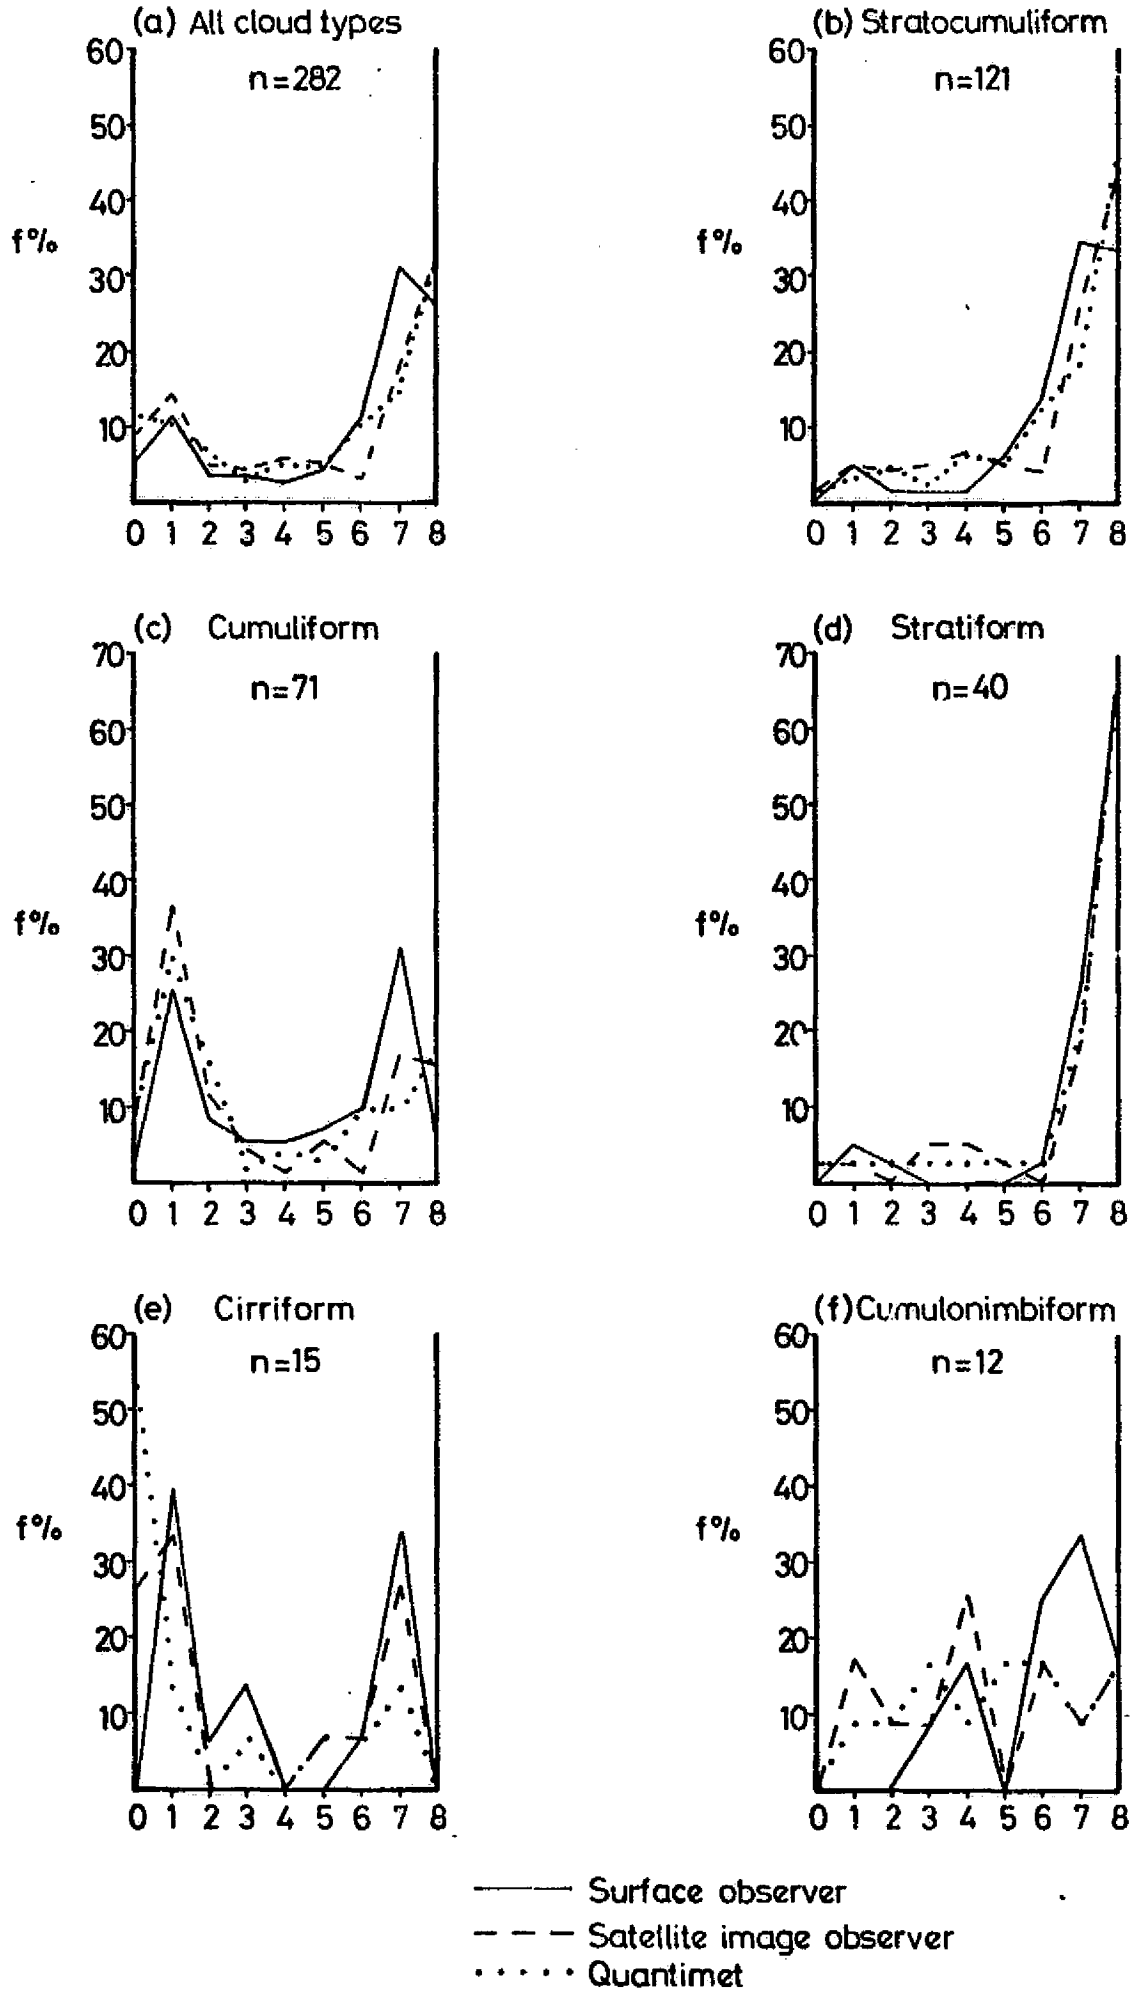 (a) All cloud types
n=282
60
50
40
30
20
10
f%
0 1 2 3 4 5 6 7 8
(b) Stratocumuliform
n=121
60
50
40
30
20
10
f%
0 1 2 3 4 5 6 7 8
(c) Cumuliform
n=71
70
60
50
40
30
20
10
f%
0 1 2 3 4 5 6 7 8
(d) Stratiform
n=40
70
60
50
40
30
20
10
f%
0 1 2 3 4 5 6 7 8
(e) Cirriform
n=15
60
50
40
30
20
10
f%
0 1 2 3 4 5 6 7 8
(f) Cumulonimbiform
n=12
60
50
40
30
20
10
f%
0 1 2 3 4 5 6 7 8
Surface observer
Satellite image observer
Quantimet